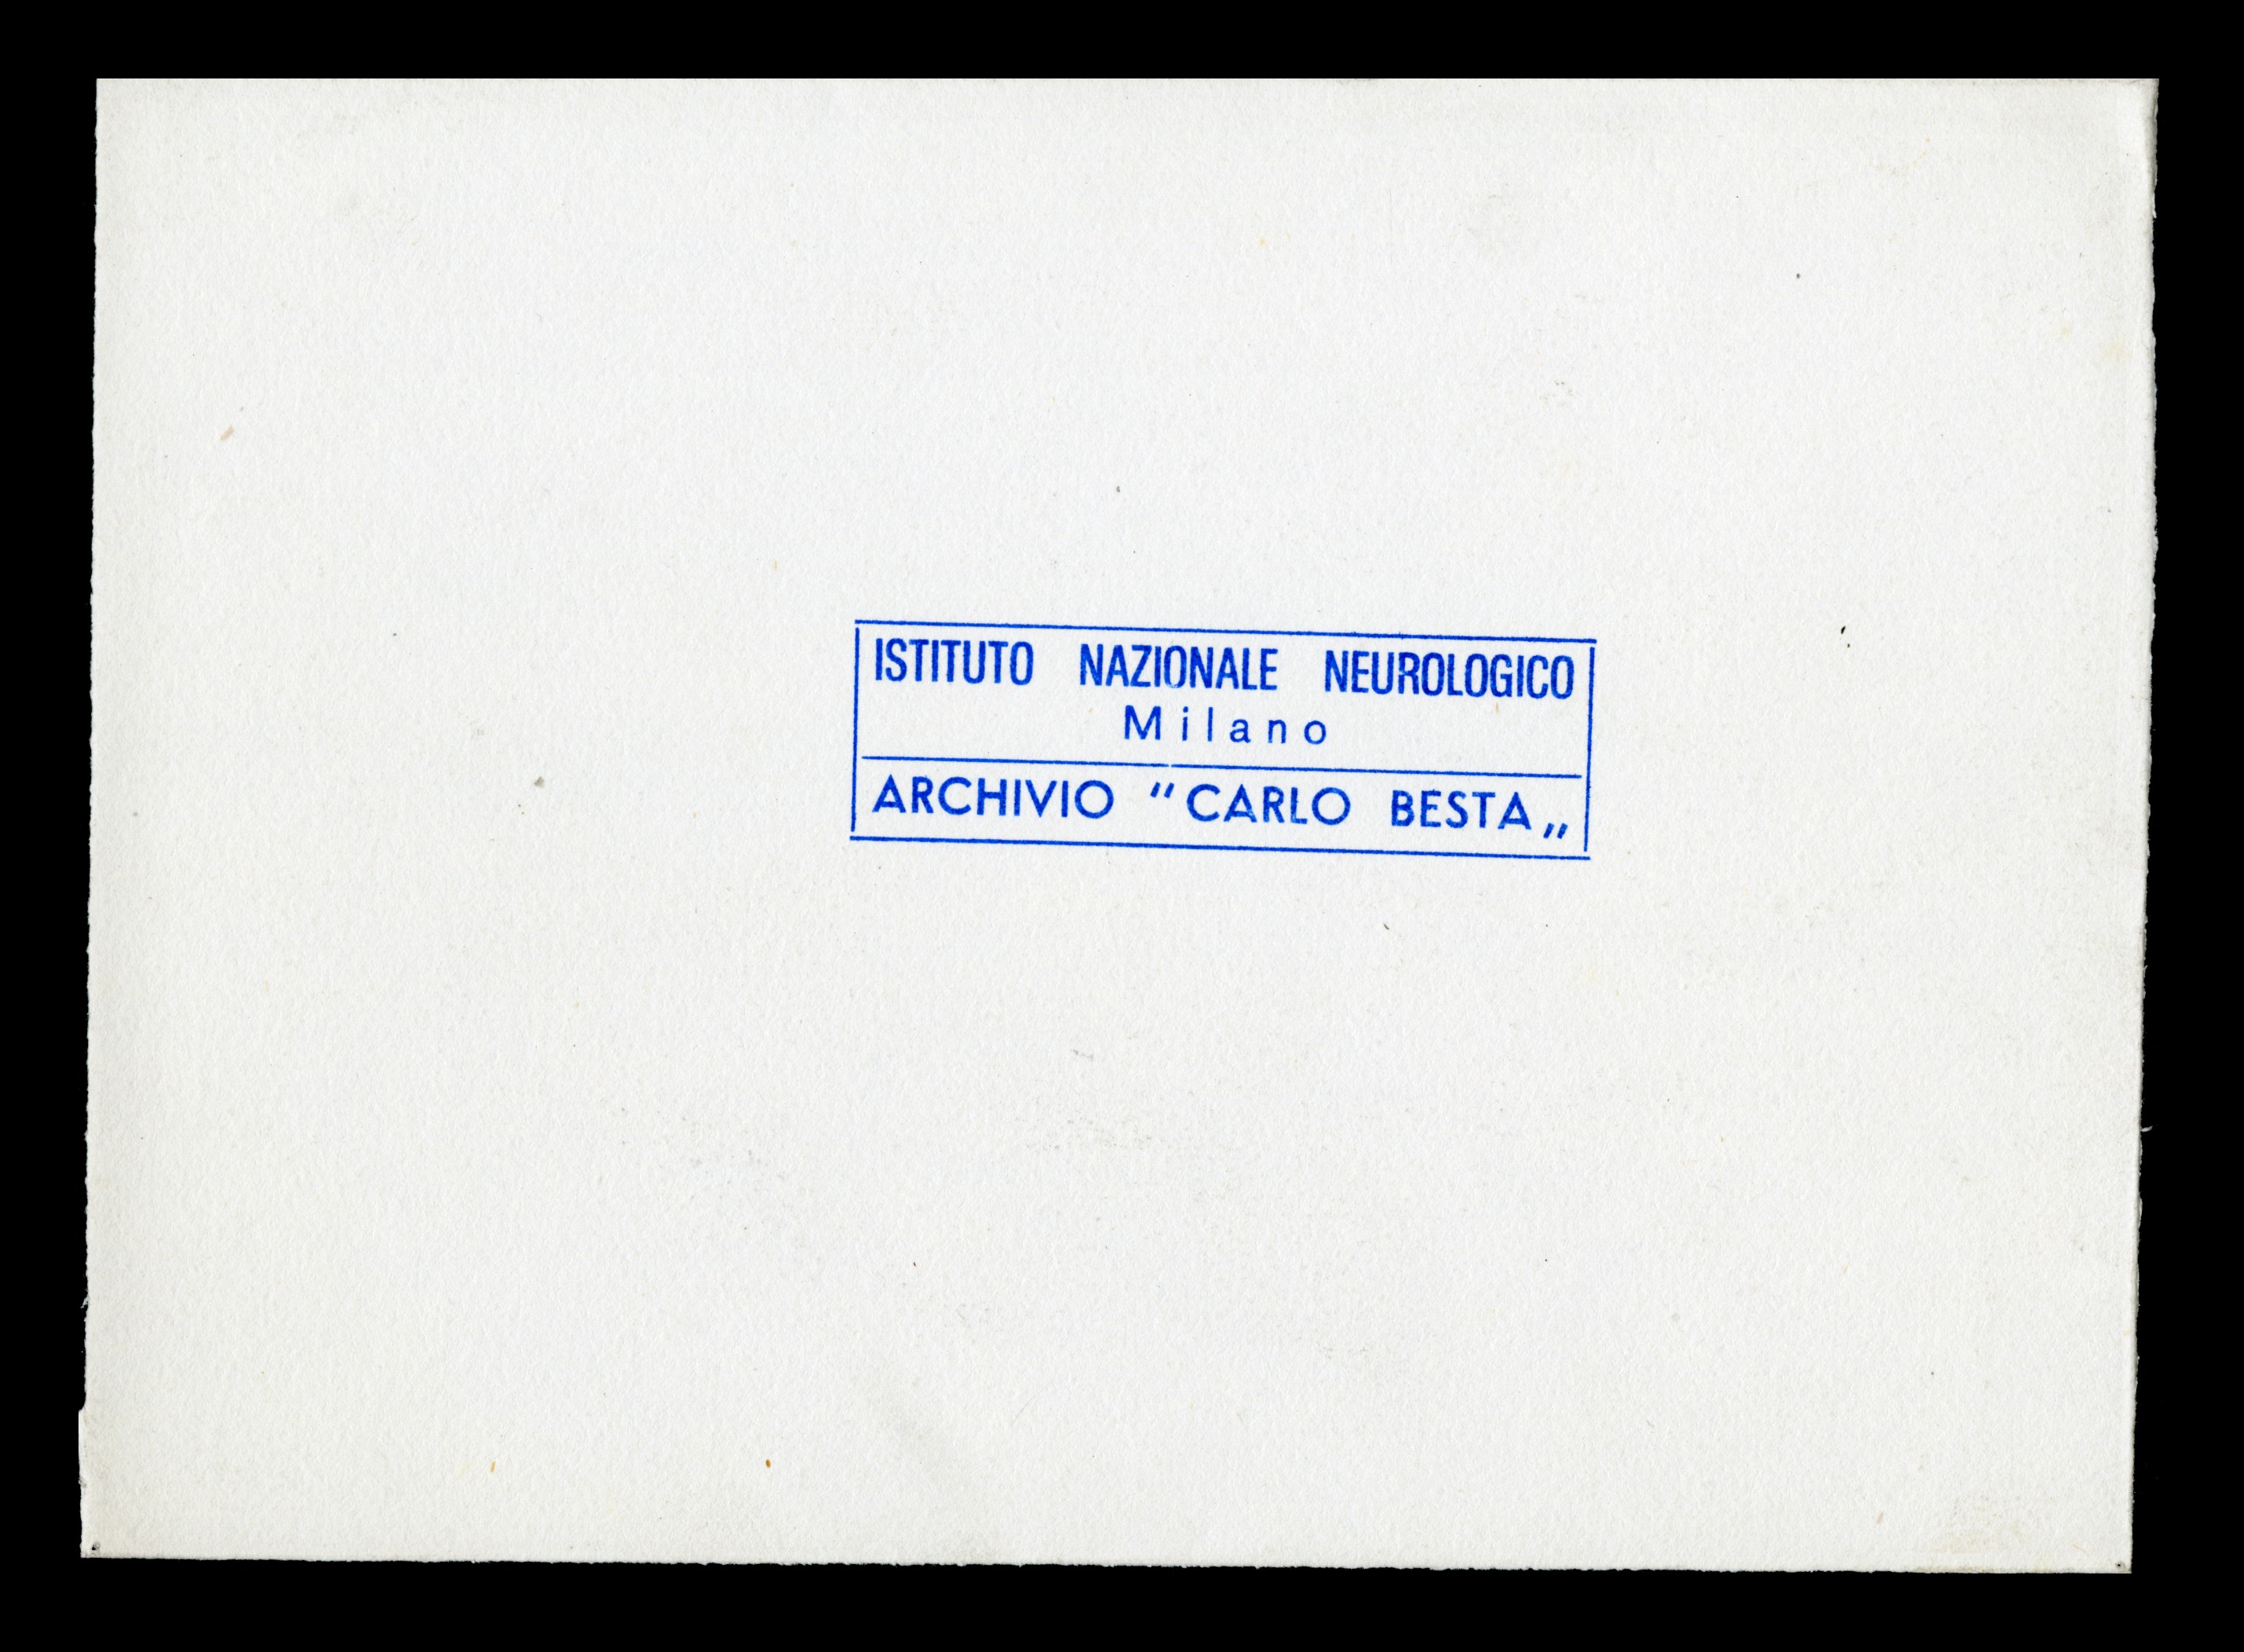 ISTITUTO NAZIONALE NEUROLOGICO
Milano
ARCHIVIO “CARLO BESTA„